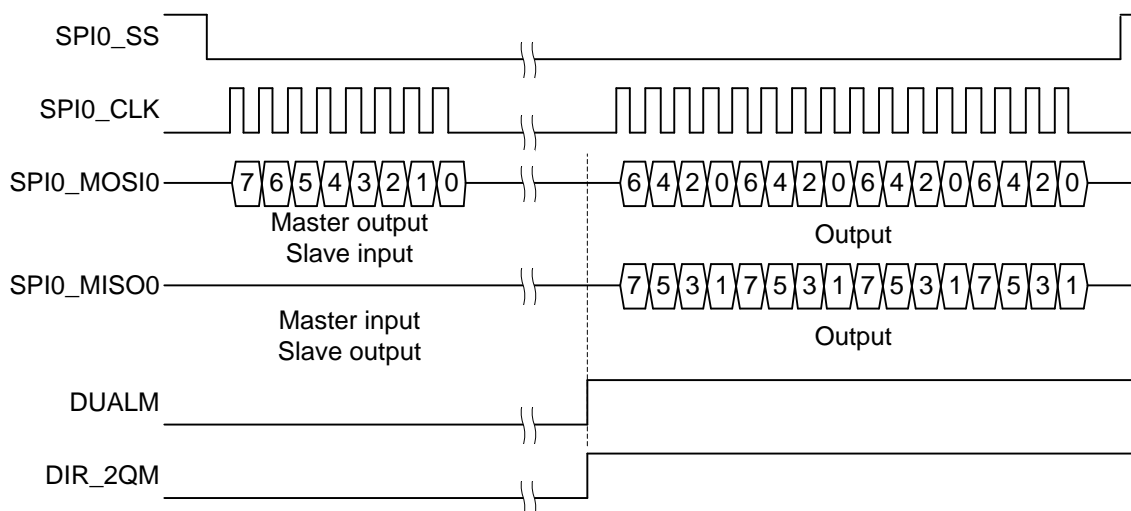 SPI0_SS
SPI0_CLK
SPI0_MOSI0 7 6 5 4 3 2 1 0 6 4 2 0 6 4 2 0 6 4 2 0 6 4 2 0
Master output
Slave input
Output
SPI0_MISO0 7 5 3 1 7 5 3 1 7 5 3 1 7 5 3 1
Master input
Slave output
Output
DUALM
DIR_2QM